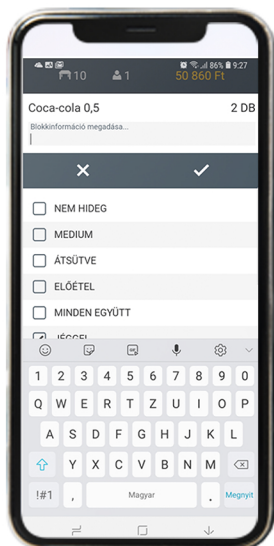 86% 9:27
10 1 50 860 Ft
Coca-cola 0,5 2 DB
Blokkinformáció megadása...
NEM HIDEG
MEDIUM
ÁTSÜTVE
ELŐÉTEL
MINDEN EGYÜTT
JÉGGEL
1 2 3 4 5 6 7 8 9 0
Q W E R T Z U I O P
A S D F G H J K L
Y X C V B N M
!#1 , Magyar . Megnyit